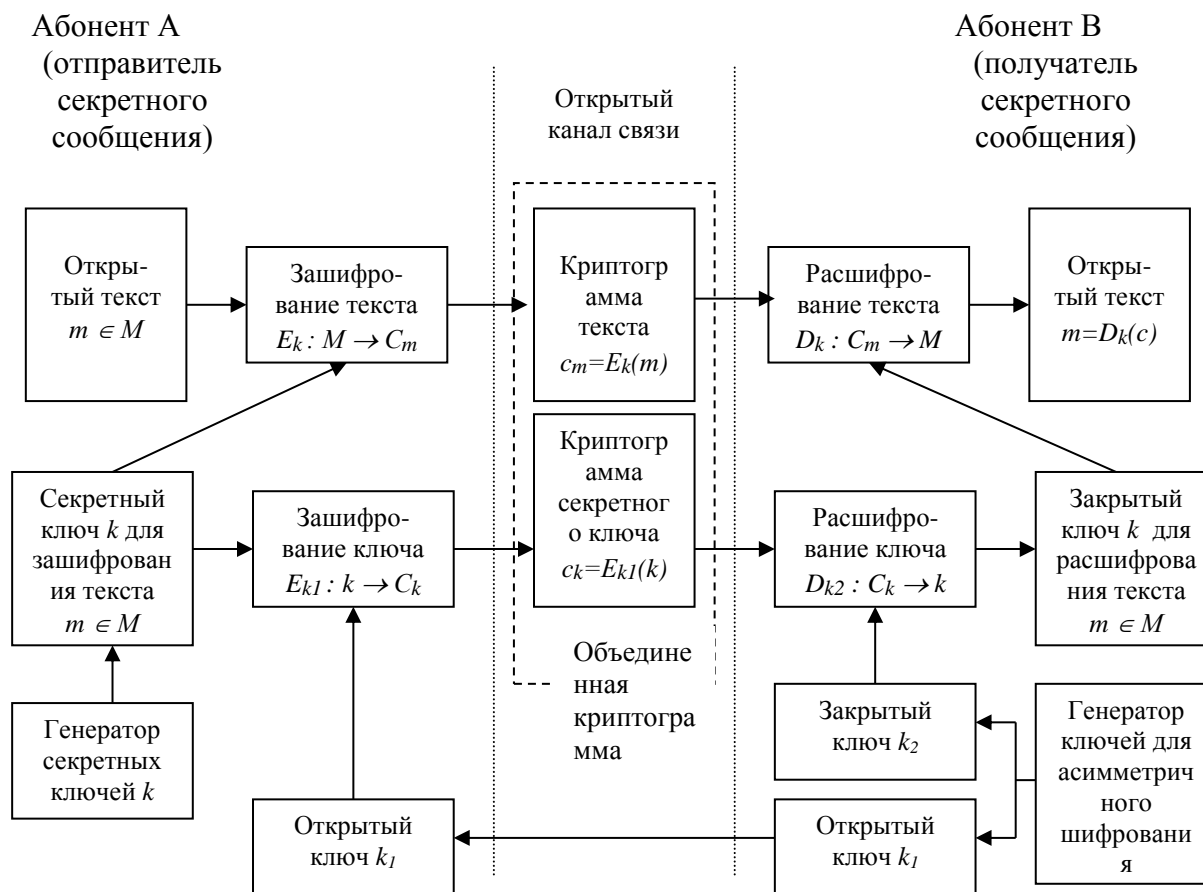 Абонент А
(отправитель
секретного
сообщения)
Открытый
канал связи
Абонент В
(получатель
секретного
сообщения)
Откры-
тый текст
m ∈ M
Зашифро-
вание текста
Ek : M → Cm
Криптогр
амма
текста
cm=Ek(m)
Расшифро-
вание текста
Dk : Cm → M
Откры-
тый текст
m=Dk(c)
Секретный
ключ k для
зашифрован
ия текста
m ∈ M
Зашифро-
вание ключа
Ek1 : k → Ck
Криптогр
амма
секретног
о ключа
ck=Ek1(k)
Расшифро-
вание ключа
Dk2 : Ck → k
Закрытый
ключ k для
расшифрова
ния текста
m ∈ M
Объедине
нная
криптогра
мма
Генератор
секретных
ключей k
Закрытый
ключ k2
Генератор
ключей для
асимметрич
ного
шифровани
я
Открытый
ключ k1
Открытый
ключ k1